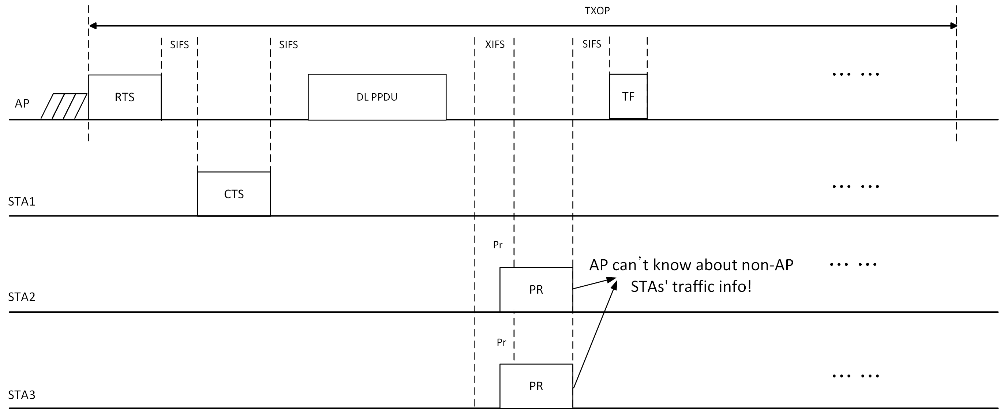 TXOP
SIFS
SIFS
XIFS
SIFS
AP
RTS
DL PPDU
TF
... ...
STA1
CTS
... ...
Pr
STA2
PR
AP can’t know about non-AP
STAs' traffic info!
... ...
Pr
STA3
PR
... ...